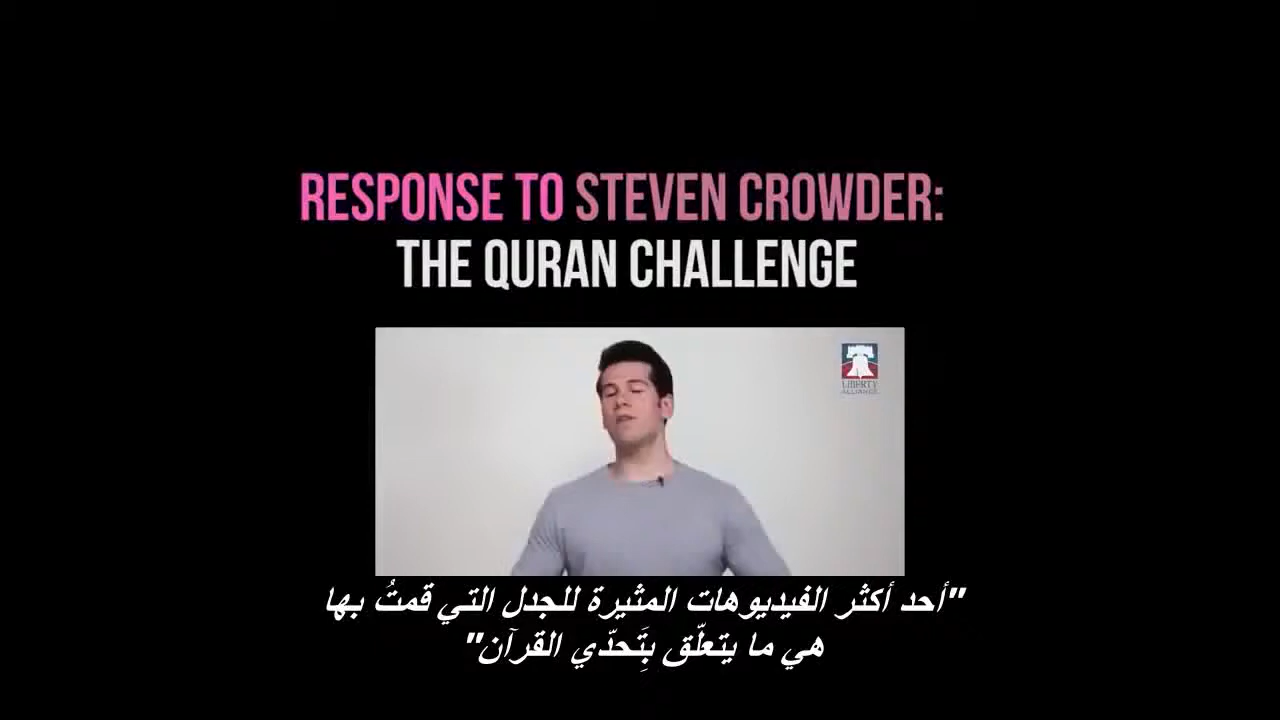 RESPONSE TO STEVEN CROWDER:
THE QURAN CHALLENGE
LIBERTY
ALLIANCE
"أحد أكثر الفيديوهات المثيرة للجدل التي قمتُ بها
هي ما يتعلّق بِتَحدّي القرآن"